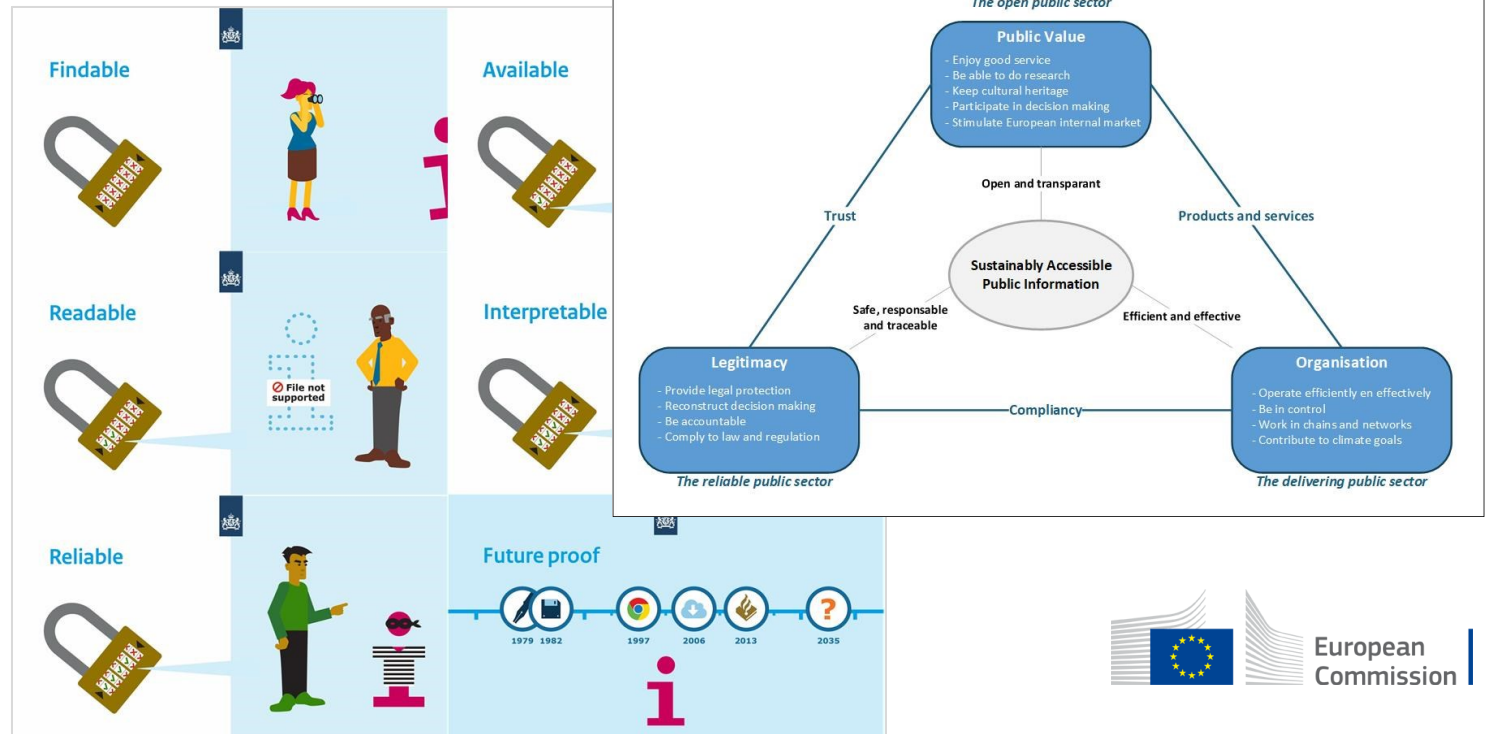 Findable
Available
Readable
File not
supported
Interpretable
Reliable
Future proof
1979 1982 1997 2006 2013 2035
The open public sector
Public Value
- Enjoy good service
- Be able to do research
- Keep cultural heritage
- Participate in decision making
- Stimulate European internal market
Open and transparant
Trust
Products and services
Sustainably Accessible
Public Information
Safe, responsable
and traceable
Efficient and effective
Legitimacy
- Provide legal protection
- Reconstruct decision making
- Be accountable
- Comply to law and regulation
Compliancy
Organisation
- Operate efficiently en effectively
- Be in control
- Work in chains and networks
- Contribute to climate goals
The reliable public sector
The delivering public sector
European
Commission